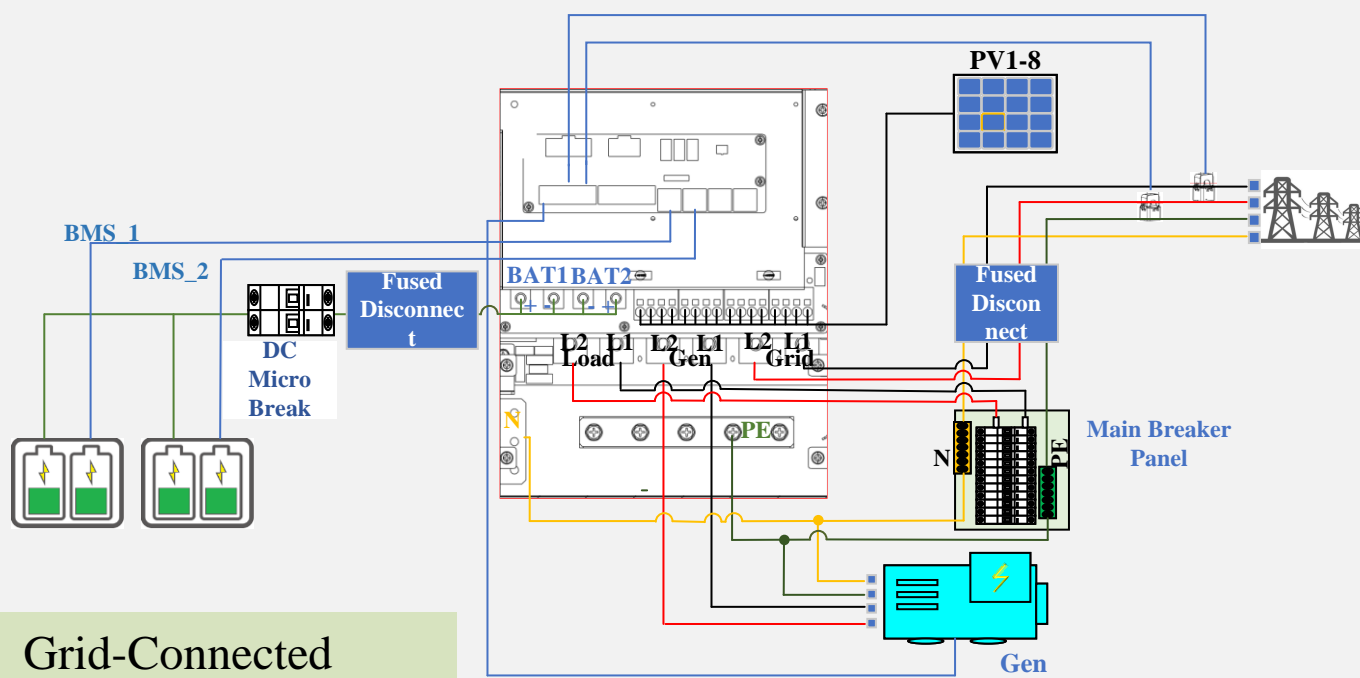 PV1-8
BMS_1
BMS_2
BAT1 BAT2
+ - - +
Fused
Disconnec
t
Fused
Discon
nect
DC
Micro
Break
L2 L1 L2 L1 L2 L1
Load Gen Grid
N
PE
N
PE
Main Breaker
Panel
Gen
Grid-Connected